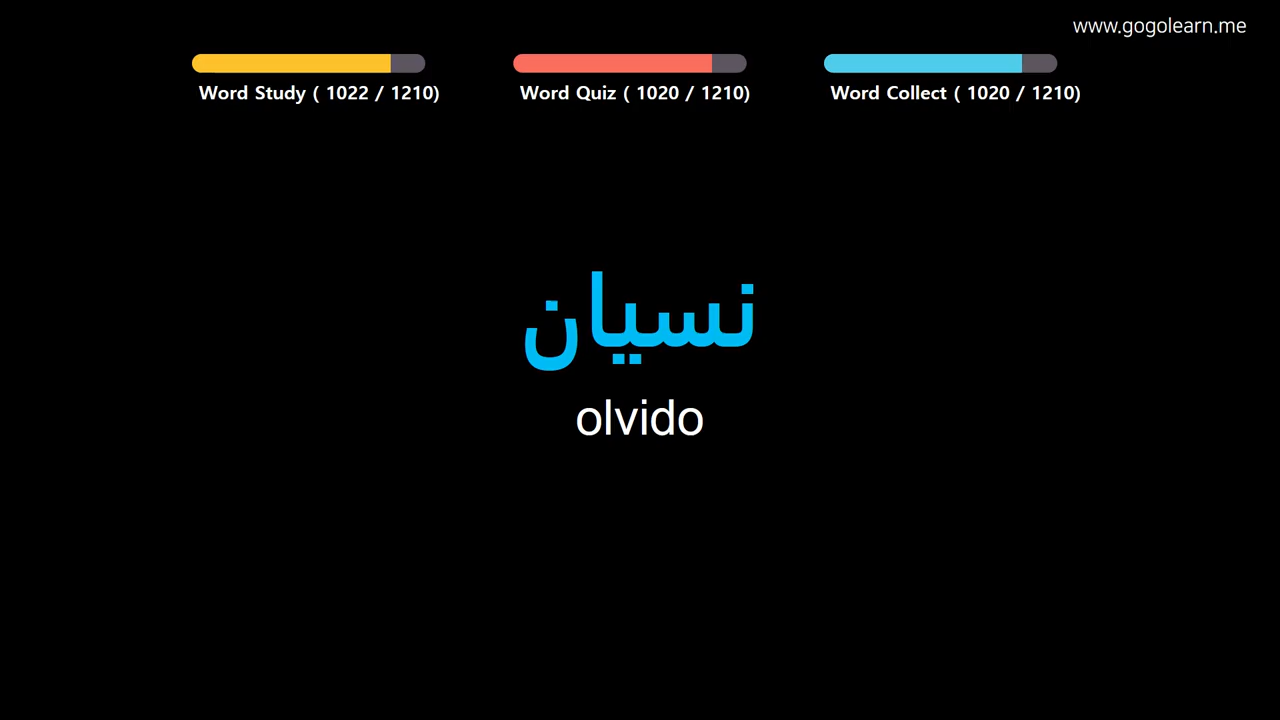 www.gogolearn.me
Word Study ( 1022 / 1210)
Word Quiz ( 1020 / 1210)
Word Collect ( 1020 / 1210)
نسيان
olvido